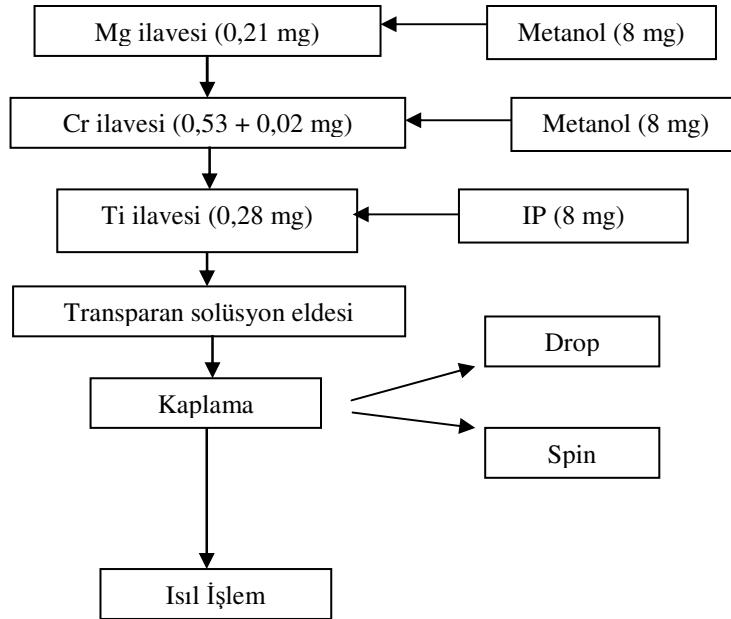 Mg ilavesi (0,21 mg)
Metanol (8 mg)
Cr ilavesi (0,53 + 0,02 mg)
Metanol (8 mg)
Ti ilavesi (0,28 mg)
IP (8 mg)
Transparan solüsyon eldesi
Drop
Kaplama
Spin
Isıl İşlem